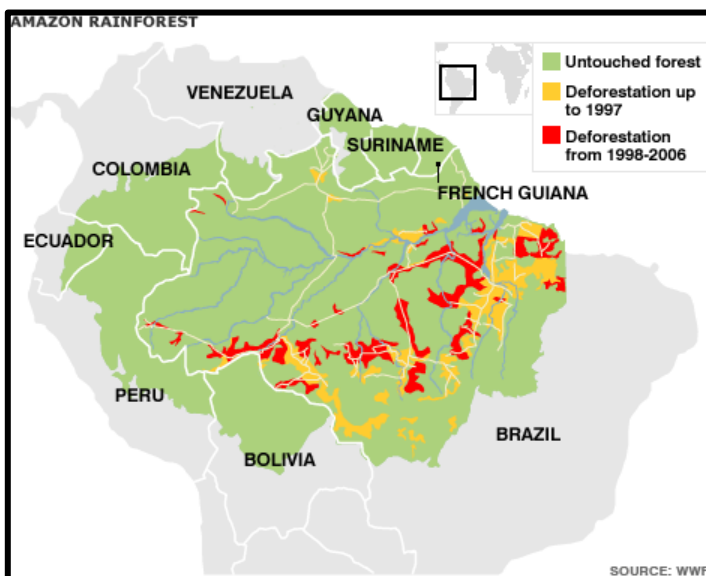 AMAZON RAINFOREST
Untouched forest
Deforestation up
to 1997
Deforestation
from 1998-2006
VENEZUELA
GUYANA
SURINAME
COLOMBIA
FRENCH GUIANA
ECUADOR
PERU
BRAZIL
BOLIVIA
SOURCE: WWF